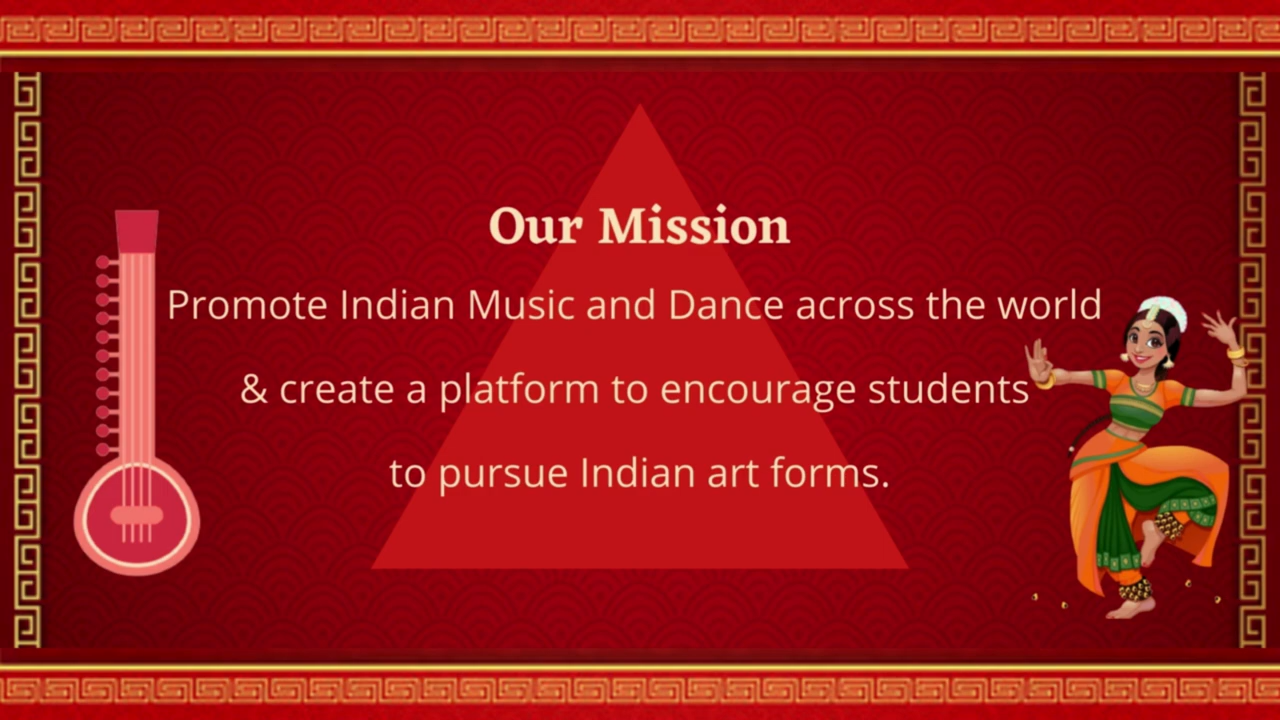 Our Mission
Promote Indian Music and Dance across the world
& create a platform to encourage students
to pursue Indian art forms.